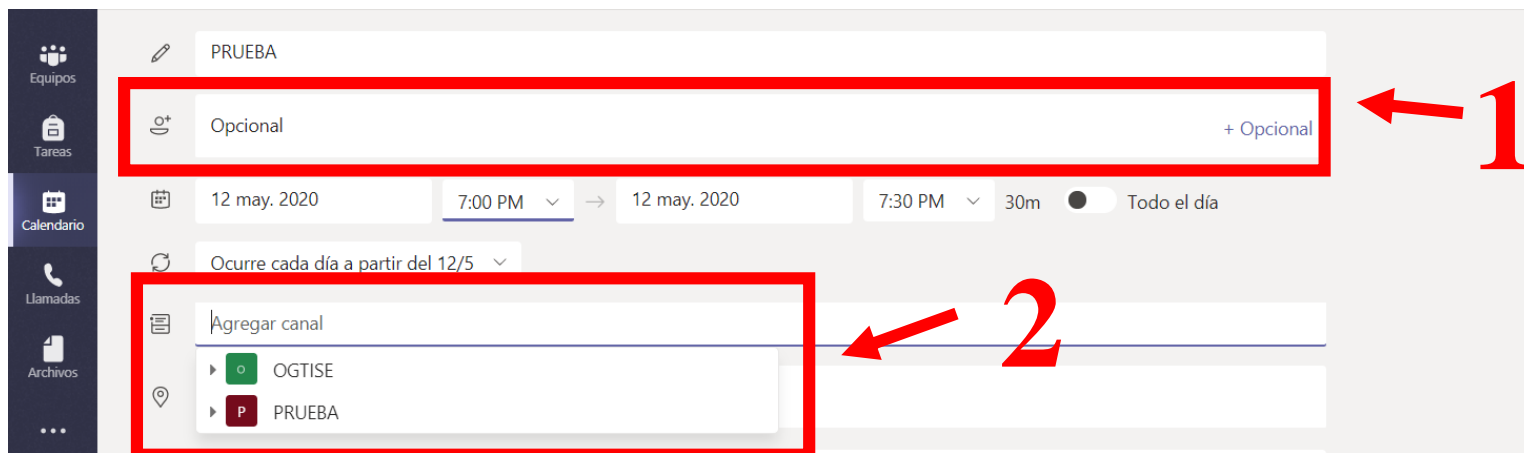 Equipos
PRUEBA
Opcional
+ Opcional
1
Tareas
12 may. 2020 7:00 PM → 12 may. 2020 7:30 PM 30m Todo el día
Calendario
Ocurre cada día a partir del 12/5
Llamadas
Agregar canal
2
O OGTISE
Archivos
P PRUEBA
...